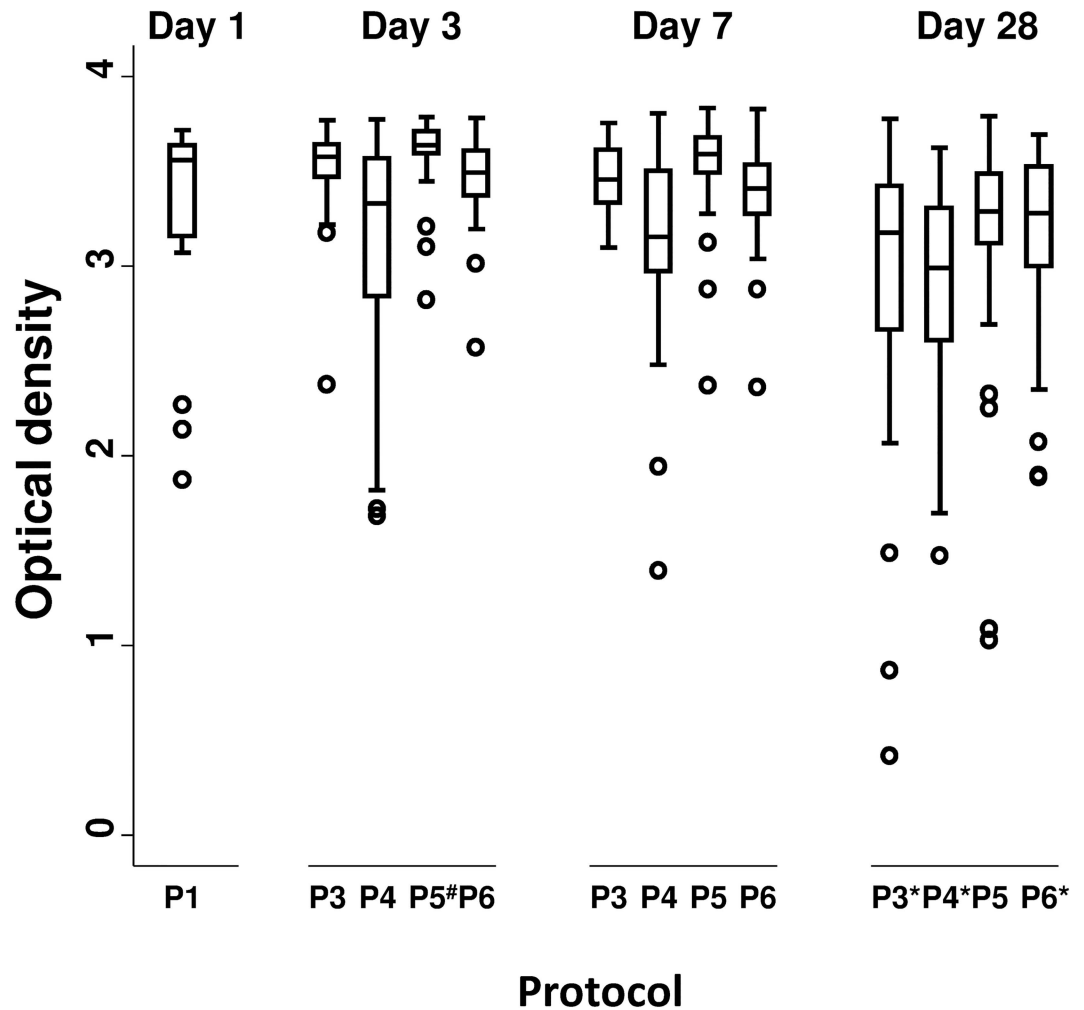 Day 1 Day 3 Day 7 Day 28
4
3
2
1
0
Optical density
P1 P3 P4 P5# P6 P3 P4 P5 P6 P3* P4* P5 P6*
Protocol